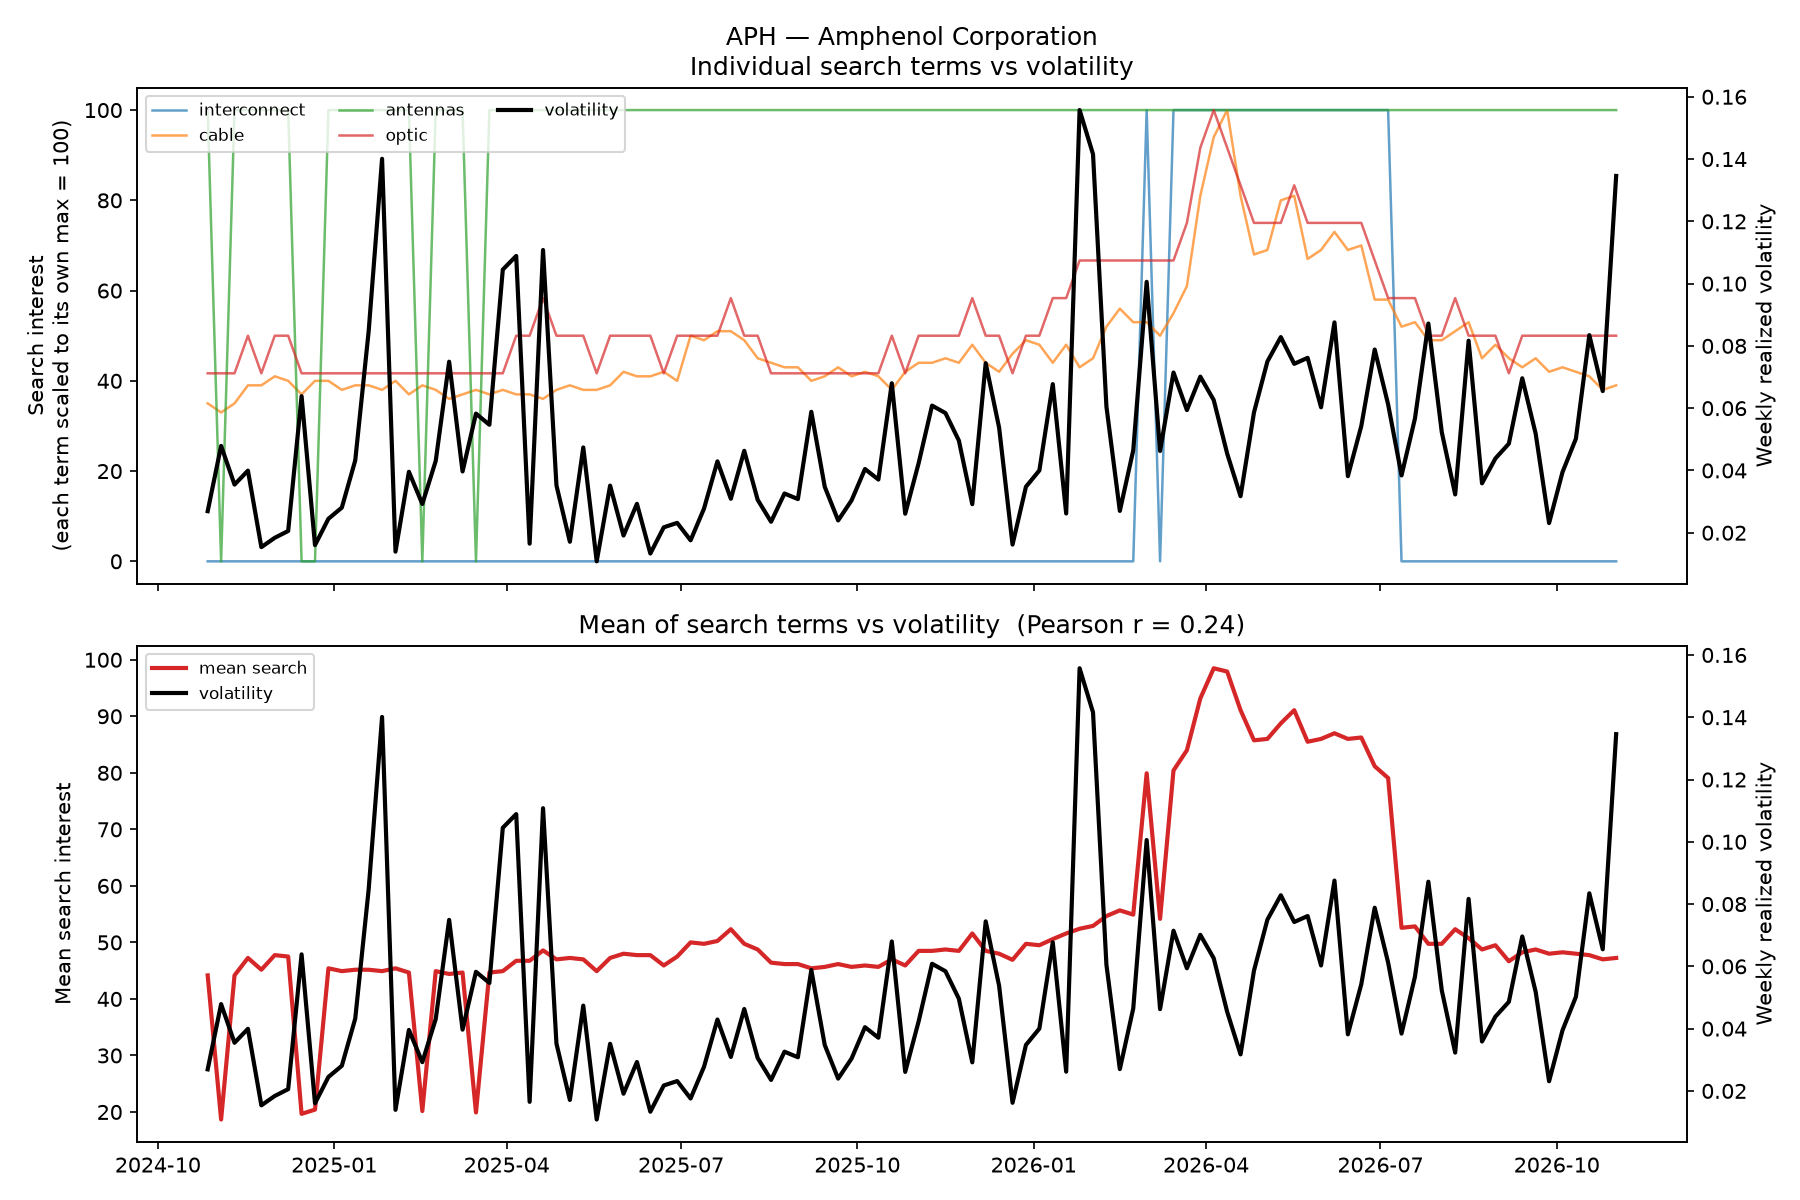 APH — Amphenol Corporation
Individual search terms vs volatility
interconnect
cable
antennas
optic
volatility
Search interest
(each term scaled to its own max = 100)
100
80
60
40
20
0
0.16
0.14
0.12
0.10
0.08
0.06
0.04
0.02
Weekly realized volatility
Mean of search terms vs volatility (Pearson r = 0.24)
mean search
volatility
Mean search interest
100
90
80
70
60
50
40
30
20
0.16
0.14
0.12
0.10
0.08
0.06
0.04
0.02
Weekly realized volatility
2024-10
2025-01
2025-04
2025-07
2025-10
2026-01
2026-04
2026-07
2026-10